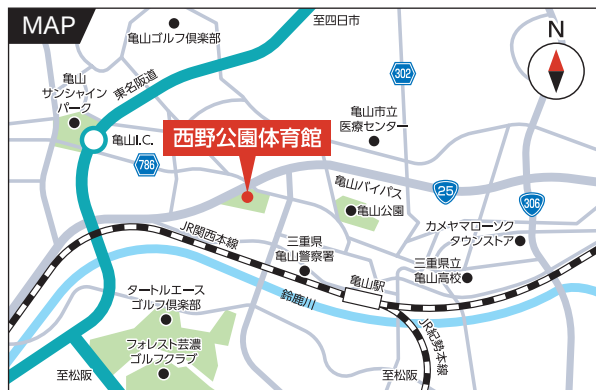 MAP
至四日市
N
亀山ゴルフ倶楽部
302
亀山
サンシャイン
パーク
東名阪道
亀山市立
医療センター
亀山I.C.
西野公園体育館
786
亀山バイパス
25
306
亀山公園
カメヤマローソク
タウンストア
JR関西本線
三重県
亀山警察署
亀山駅
三重県立
亀山高校
鈴鹿川
タートルエース
ゴルフ倶楽部
JR紀勢本線
フォレスト芸濃
ゴルフクラブ
至松阪
至松阪